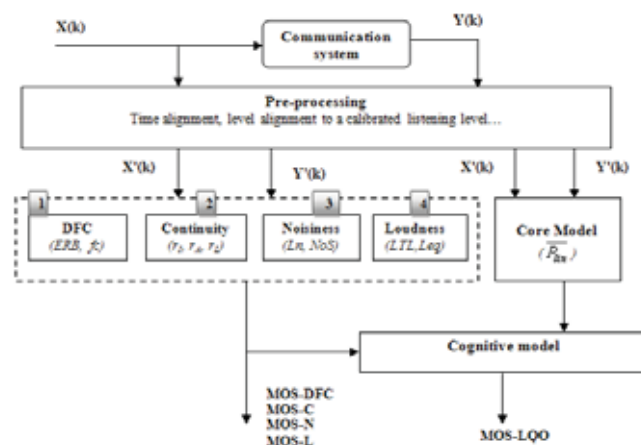 X(k)
Y(k)
Communication
system
Pre-processing
Time alignment, level alignment to a calibrated listening level...
X'(k)
Y'(k)
X'(k)
Y'(k)
1
DFC
(ERB, fc)
2
Continuity
3
Noisiness
(Ln, NoS)
4
Loudness
(LTL,Leq)
Core Model
Cognitive model
MOS-DFC
MOS-C
MOS-N
MOS-L
MOS-LQO